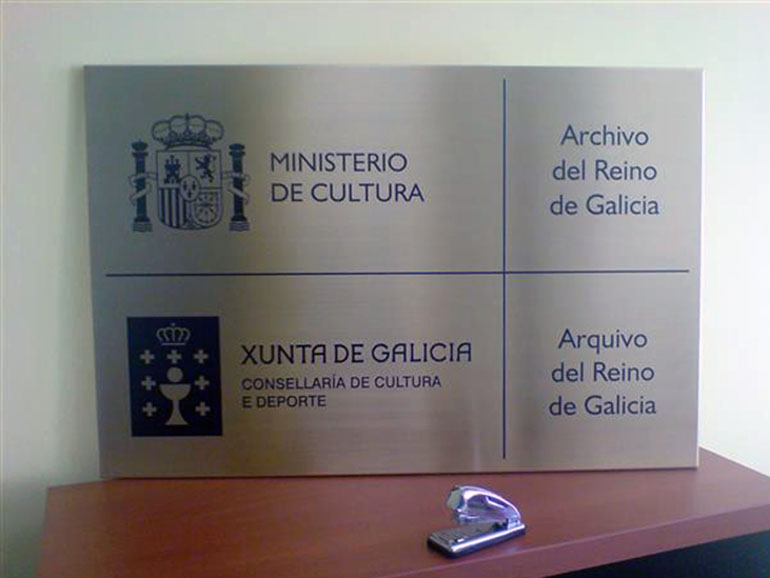 MINISTERIO
DE CULTURA
Archivo
del Reino
de Galicia
XUNTA DE GALICIA
CONSELLARÍA DE CULTURA
E DEPORTE
Arquivo
del Reino
de Galicia